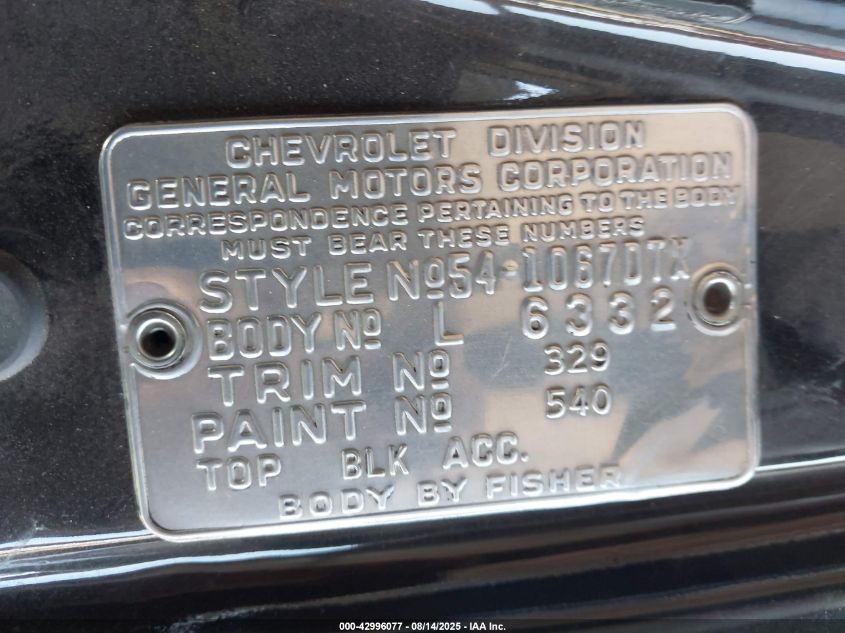 CHEVROLET DIVISION
GENERAL MOTORS CORPORATION
CORRESPONDENCE PERTAINING TO THE BODY
MUST BEAR THESE NUMBERS
STYLE Nº 54-1067DTX
BODY Nº L 6332
TRIM Nº 329
PAINT Nº 540
TOP BLK ACC.
BODY BY FISHER
000-42996077 - 08/14/2025 - IAA Inc.